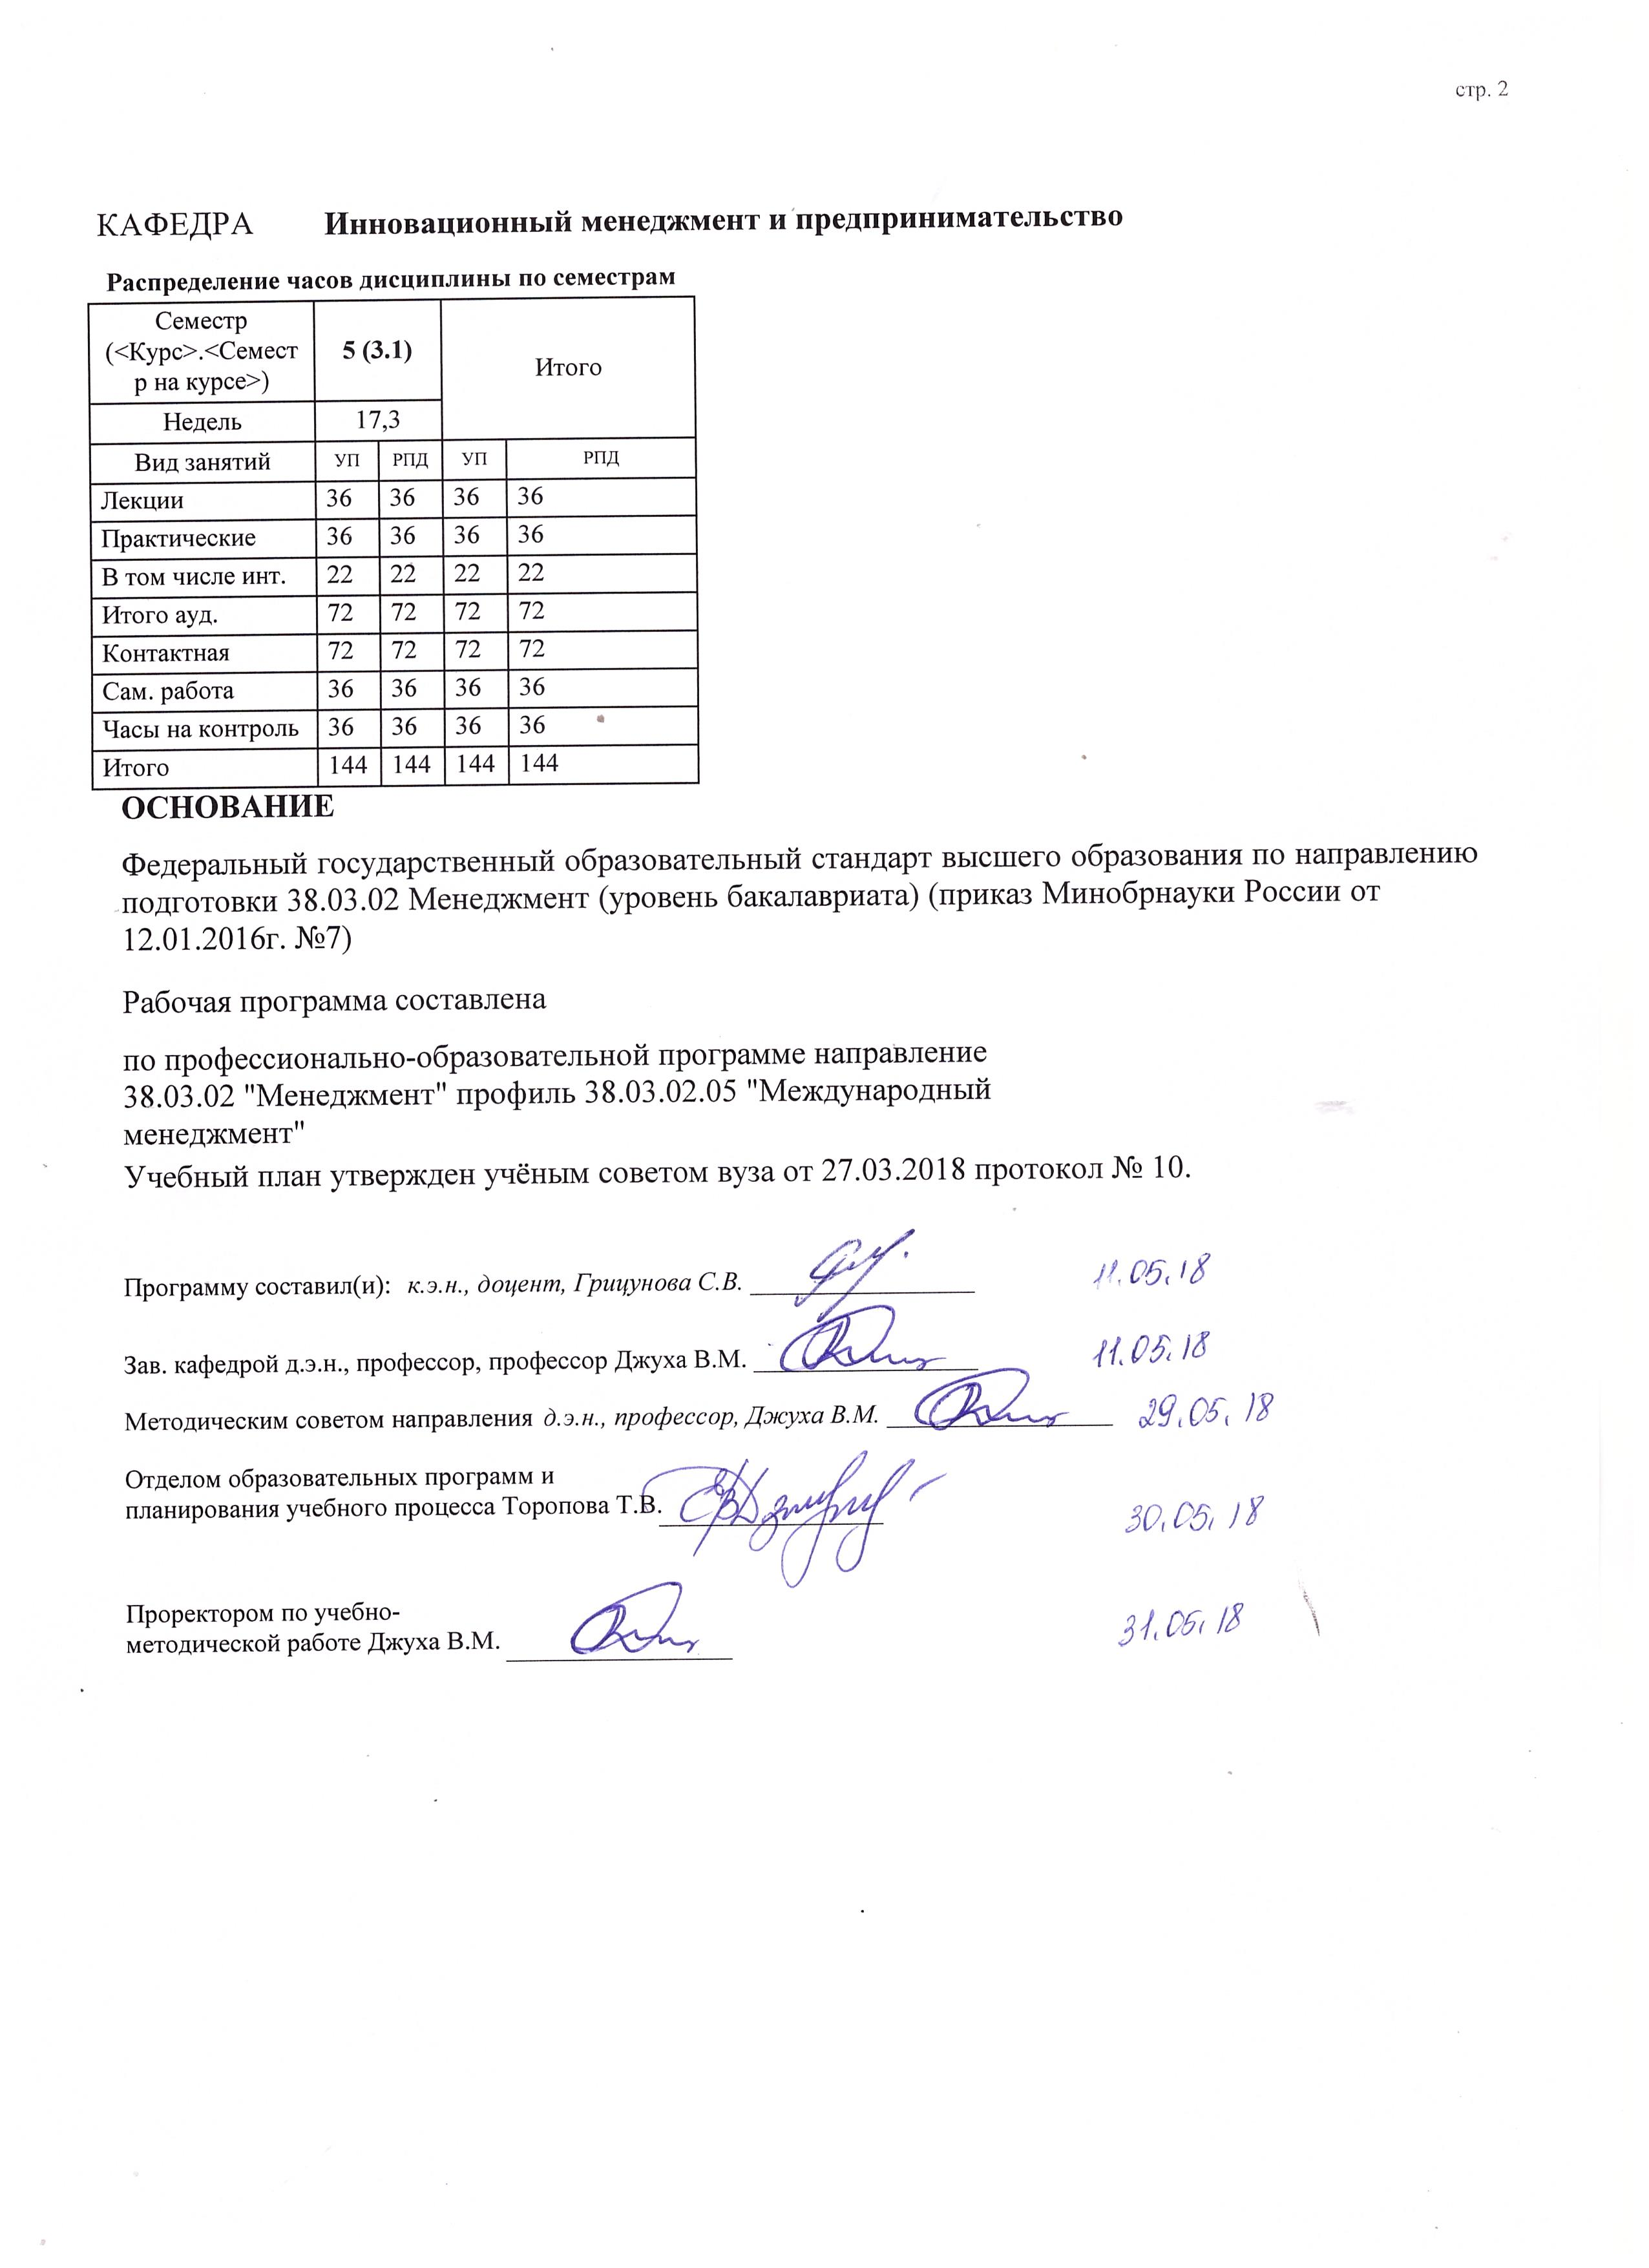 стр. 2
КАФЕДРА Инновационный менеджмент и предпринимательство
Распределение часов дисциплины по семестрам
Семестр
(<Курс>.<Семест
р на курсе>)
5 (3.1)
Итого
Недель 17,3
Вид занятий УП РПД УП РПД
Лекции 36 36 36 36
Практические 36 36 36 36
В том числе инт. 22 22 22 22
Итого ауд. 72 72 72 72
Контактная 72 72 72 72
Сам. работа 36 36 36 36
Часы на контроль 36 36 36 36
Итого 144 144 144 144
ОСНОВАНИЕ
Федеральный государственный образовательный стандарт высшего образования по направлению
подготовки 38.03.02 Менеджмент (уровень бакалавриата) (приказ Минобрнауки России от
12.01.2016г. №7)
Рабочая программа составлена
по профессионально-образовательной программе направление
38.03.02 "Менеджмент" профиль 38.03.02.05 "Международный
менеджмент"
Учебный план утвержден учёным советом вуза от 27.03.2018 протокол № 10.
Программу составил(и): к.э.н., доцент, Грицунова С.В. 11.05.18
Зав. кафедрой д.э.н., профессор, профессор Джуха В.М. 11.05.18
Методическим советом направления д.э.н., профессор, Джуха В.М. 29.05.18
Отделом образовательных программ и
планирования учебного процесса Торопова Т.В. 30.05.18
Проректором по учебно-
методической работе Джуха В.М. 31.05.18